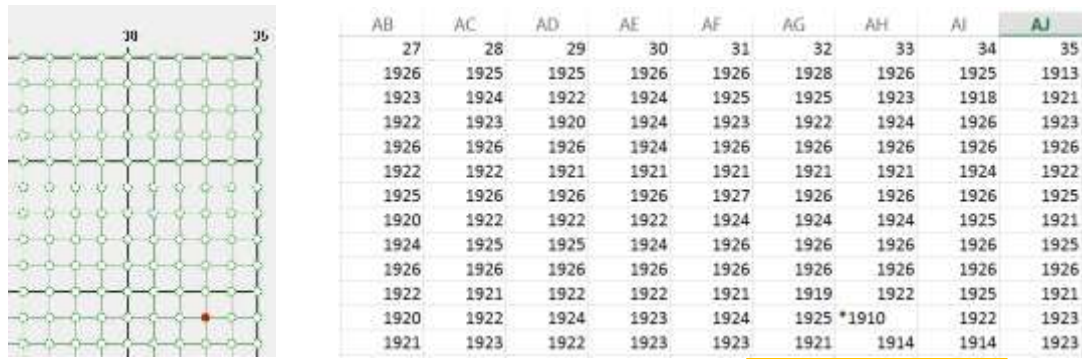 30 35
AB AC AD AE AF AG AH AI AJ
27 28 29 30 31 32 33 34 35
1926 1925 1925 1926 1926 1928 1926 1925 1913
1923 1924 1922 1924 1925 1925 1923 1918 1921
1922 1923 1920 1924 1923 1922 1924 1926 1923
1926 1926 1926 1924 1926 1926 1926 1926 1926
1922 1922 1921 1921 1921 1921 1921 1924 1922
1925 1926 1926 1926 1927 1926 1926 1926 1925
1920 1922 1922 1922 1924 1924 1924 1925 1921
1924 1925 1925 1924 1926 1926 1926 1926 1925
1926 1926 1926 1926 1926 1926 1926 1926 1926
1922 1921 1922 1922 1921 1919 1922 1925 1921
1920 1922 1924 1923 1924 1925 *1910 1922 1923
1921 1923 1922 1923 1923 1921 1914 1914 1923